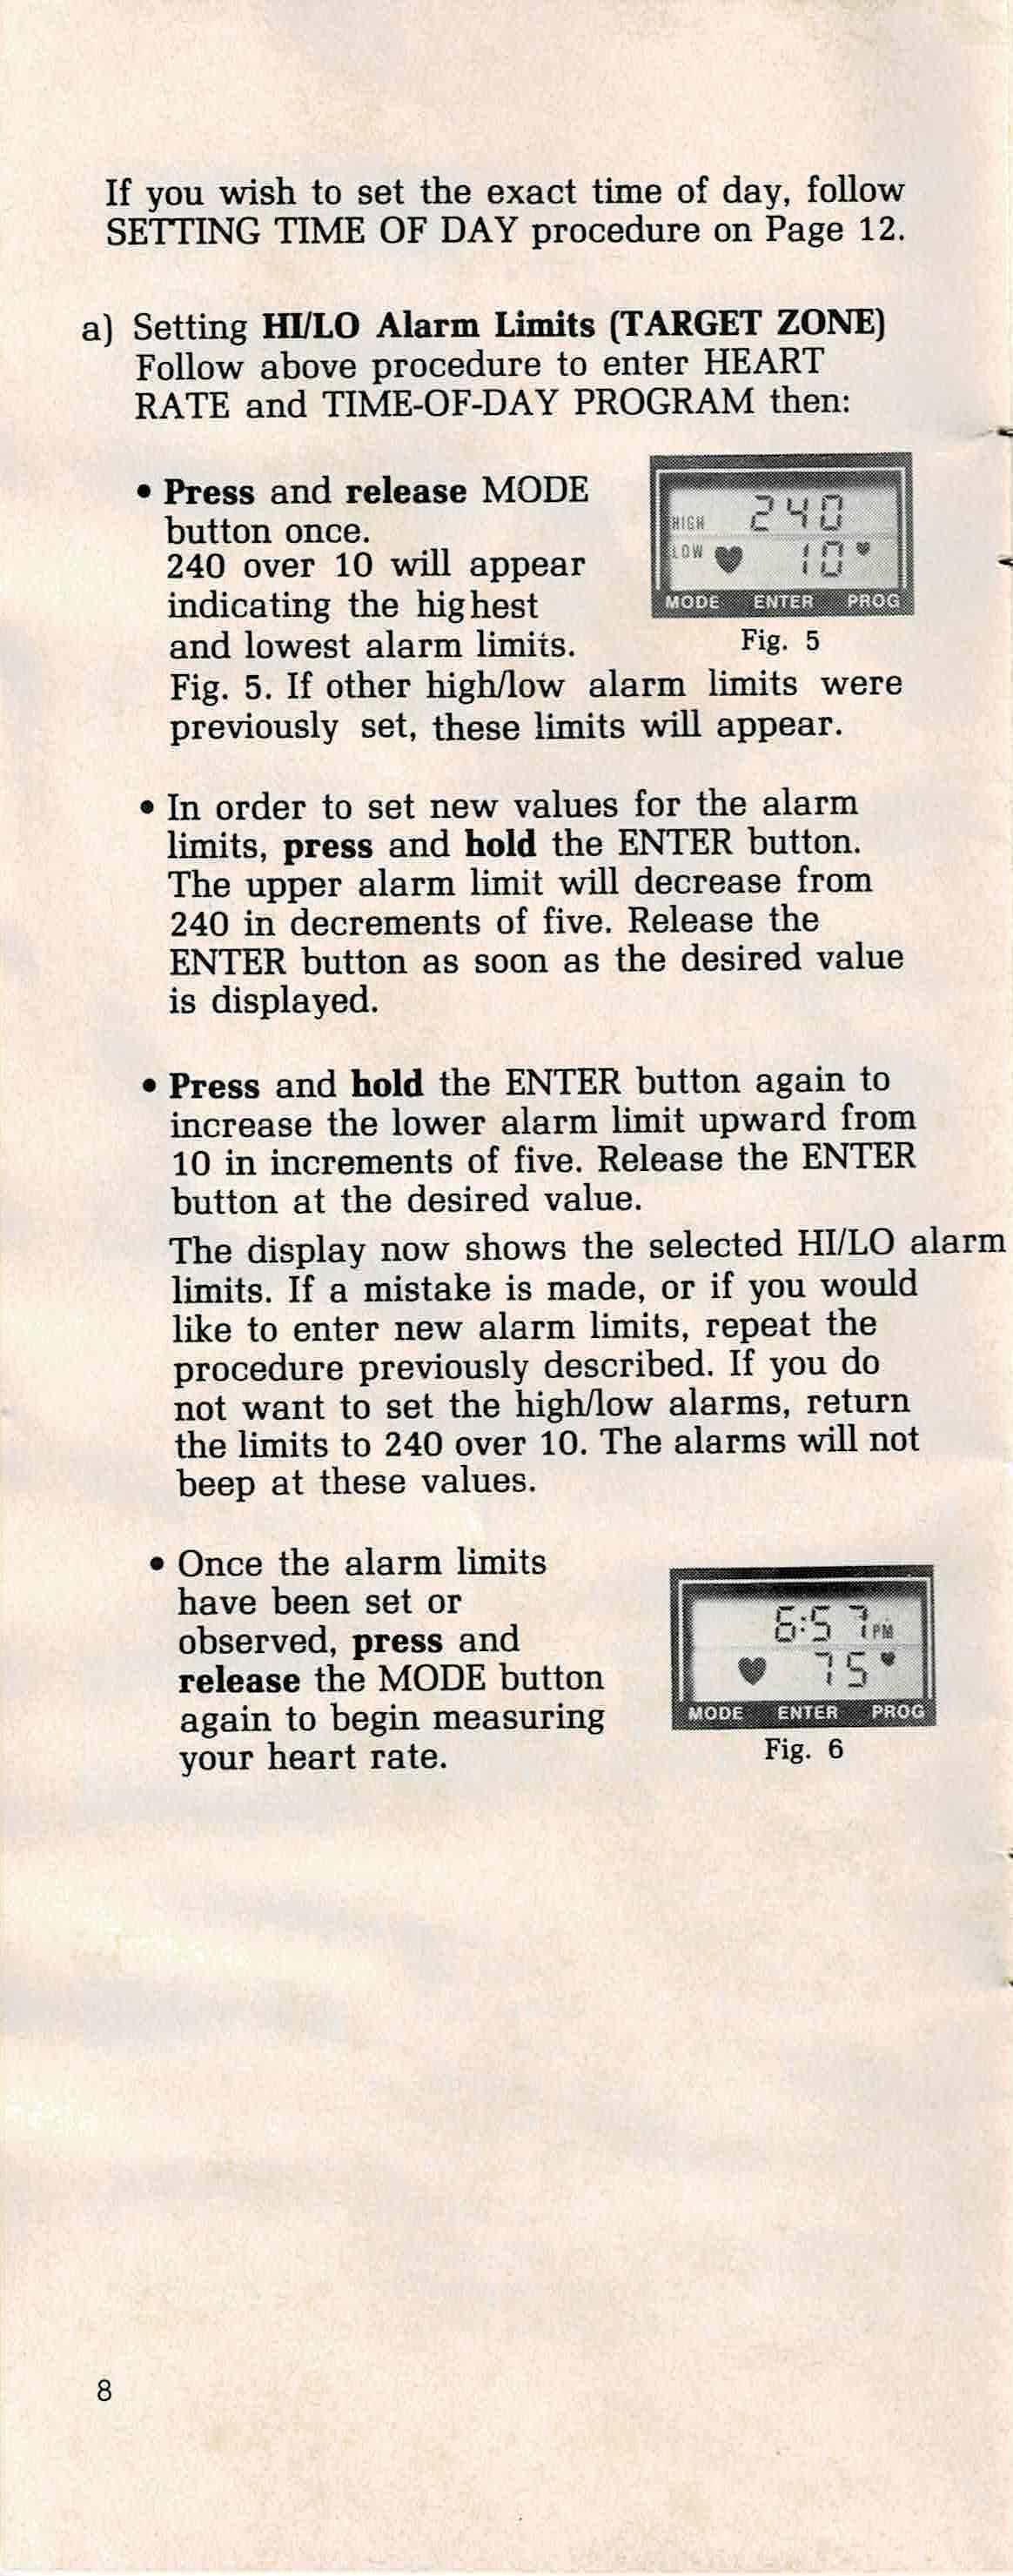 If you wish to set the exact time of day, follow
SETTING TIME OF DAY procedure on Page 12.
a) Setting HI/LO Alarm Limits (TARGET ZONE)
Follow above procedure to enter HEART
RATE and TIME-OF-DAY PROGRAM then:
• Press and release MODE
button once.
240 over 10 will appear
indicating the highest
and lowest alarm limits.
HIGH 240
LOW ♥ 10 ♥
MODE ENTER PROG
Fig. 5
Fig. 5. If other high/low alarm limits were
previously set, these limits will appear.
• In order to set new values for the alarm
limits, press and hold the ENTER button.
The upper alarm limit will decrease from
240 in decrements of five. Release the
ENTER button as soon as the desired value
is displayed.
• Press and hold the ENTER button again to
increase the lower alarm limit upward from
10 in increments of five. Release the ENTER
button at the desired value.
The display now shows the selected HI/LO alarm
limits. If a mistake is made, or if you would
like to enter new alarm limits, repeat the
procedure previously described. If you do
not want to set the high/low alarms, return
the limits to 240 over 10. The alarms will not
beep at these values.
• Once the alarm limits
have been set or
observed, press and
release the MODE button
again to begin measuring
your heart rate.
6:57 PM
♥ 75 ♥
MODE ENTER PROG
Fig. 6
8